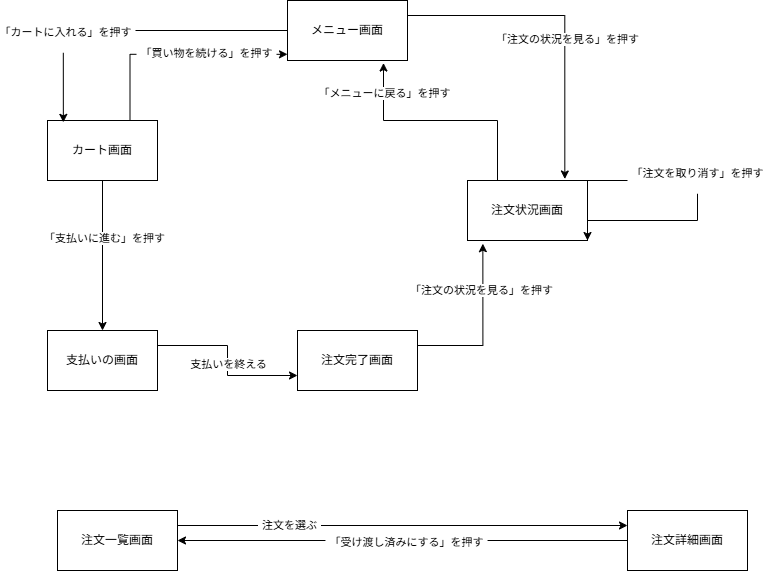 メニュー画面
「カートに入れる」を押す
「注文の状況を見る」を押す
「買い物を続ける」を押す
「メニューに戻る」を押す
カート画面
「注文を取り消す」を押す
注文状況画面
「支払いに進む」を押す
「注文の状況を見る」を押す
支払いの画面
支払いを終える
注文完了画面
注文一覧画面
注文を選ぶ
「受け渡し済みにする」を押す
注文詳細画面